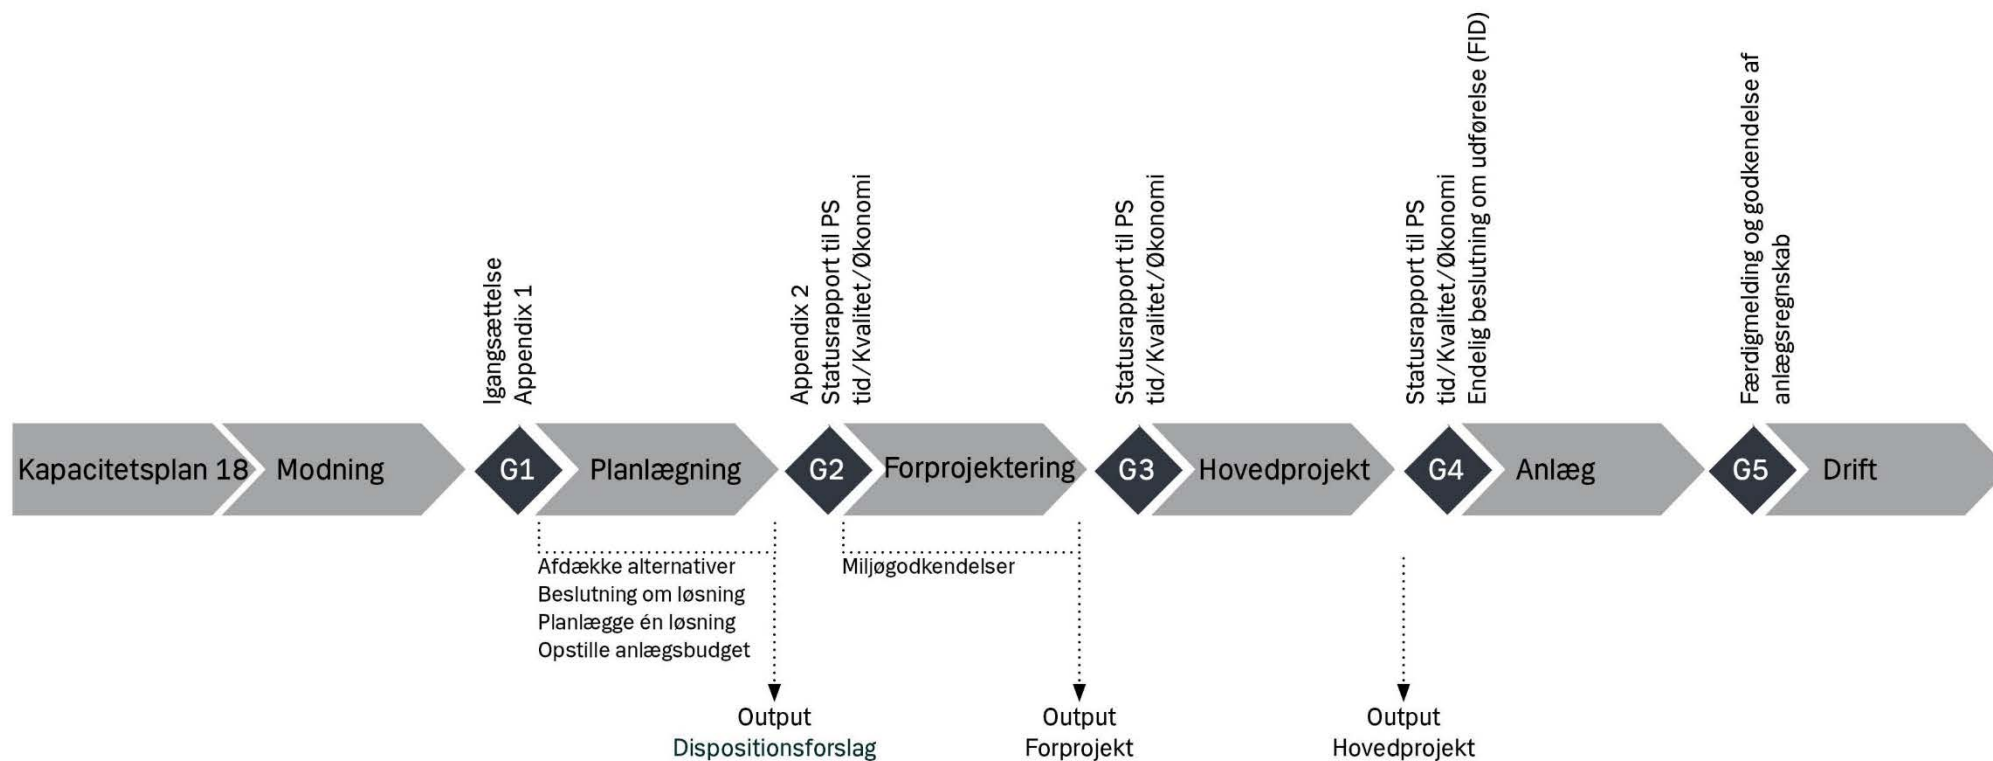 Igangsættelse
Appendix 1
Appendix 2
Statusrapport til PS
tid/Kvalitet/Økonomi
Statusrapport til PS
tid/Kvalitet/Økonomi
Statusrapport til PS
tid/Kvalitet/Økonomi
Endelig beslutning om udførelse (FID)
Færdigmelding og godkendelse af
anlægsregnskab
Kapacitetsplan 18
Modning
G1
Planlægning
G2
Forprojektering
G3
Hovedprojekt
G4
Anlæg
G5
Drift
Afdække alternativer
Beslutning om løsning
Planlægge én løsning
Opstille anlægsbudget
Miljøgodkendelser
Output
Dispositionsforslag
Output
Forprojekt
Output
Hovedprojekt